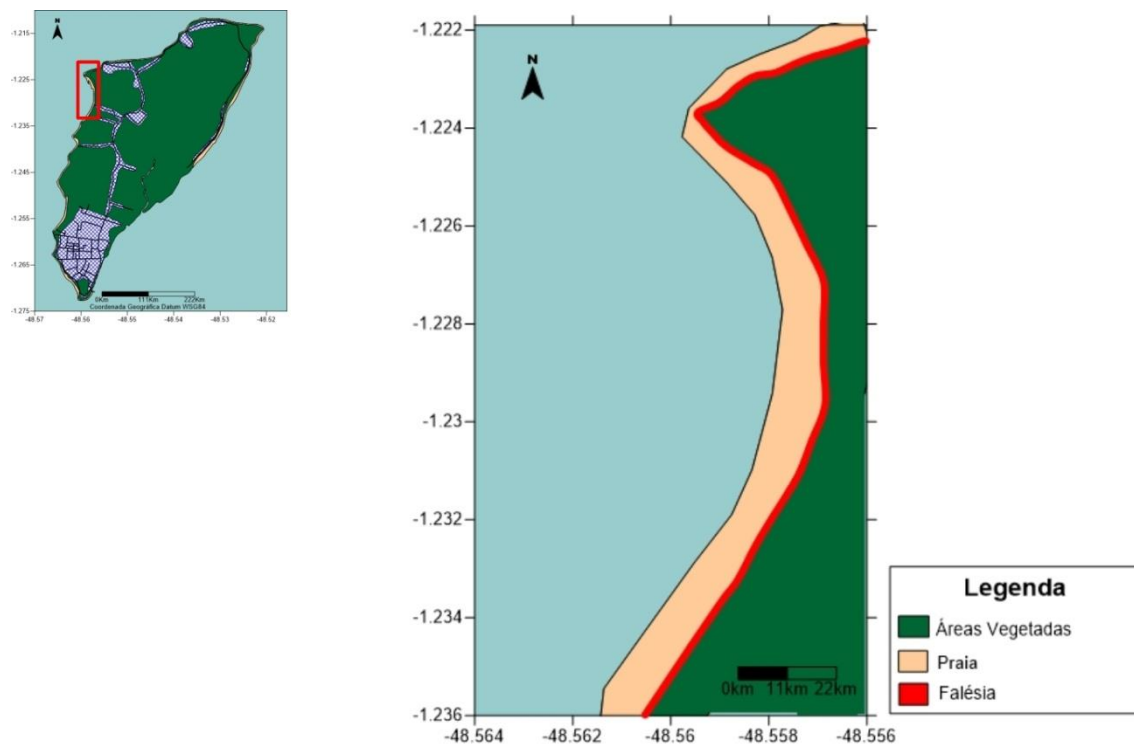 N
-1.215
-1.225
-1.235
-1.245
-1.255
-1.265
-1.275
0Km 111Km 222Km
Coordenada Geográfica Datum WSG84
-48.57 -48.56 -48.55 -48.54 -48.53 -48.52
N
-1.222
-1.224
-1.226
-1.228
-1.23
-1.232
-1.234
-1.236
0km 11Km 22Km
-48.564 -48.562 -48.56 -48.558 -48.556
Legenda
Áreas Vegetadas
Praia
Falésia